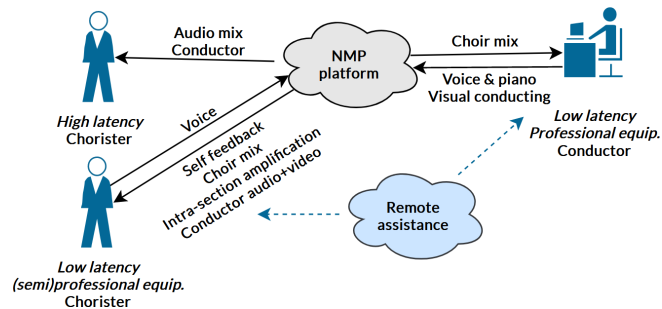 Audio mix
Conductor
NMP
platform
Choir mix
Voice & piano
Visual conducting
High latency
Chorister
Low latency
Professional equip.
Conductor
Voice
Self feedback
Choir mix
Intra-section amplification
Conductor audio+video
Remote
assistance
Low latency
(semi)professional equip.
Chorister